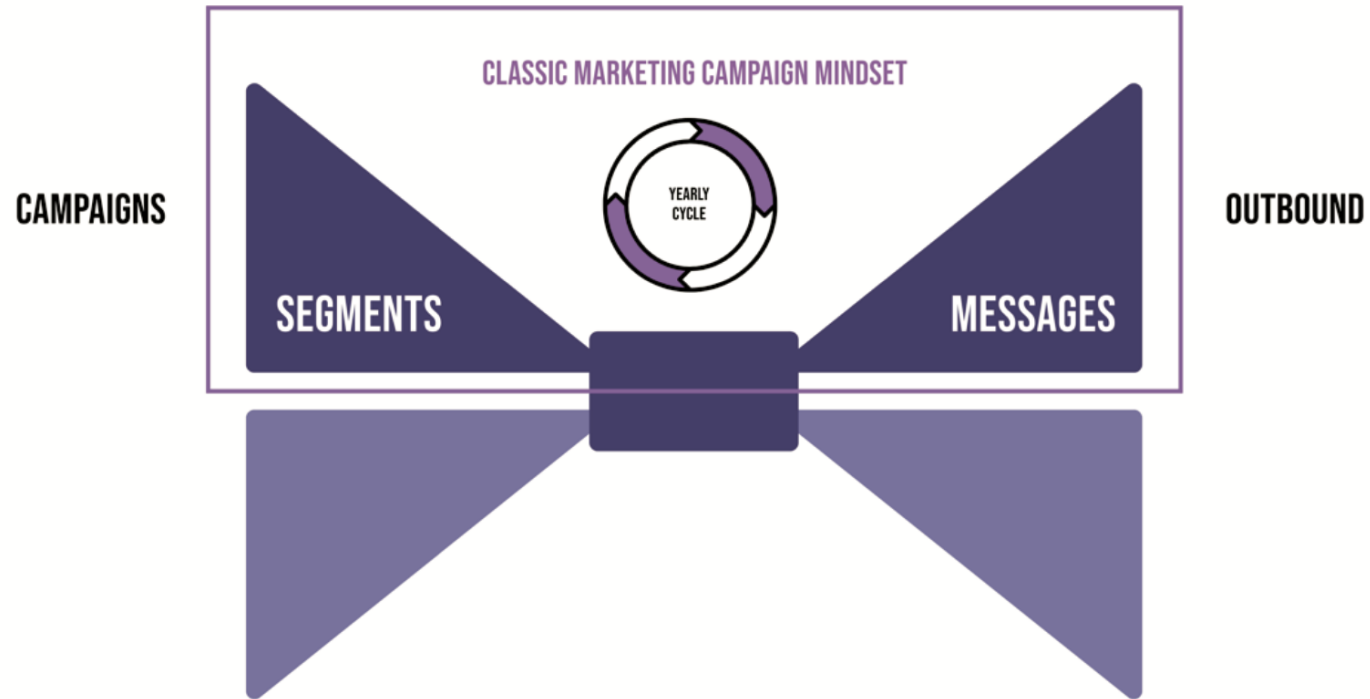 CLASSIC MARKETING CAMPAIGN MINDSET
YEARLY
CYCLE
CAMPAIGNS
OUTBOUND
SEGMENTS
MESSAGES